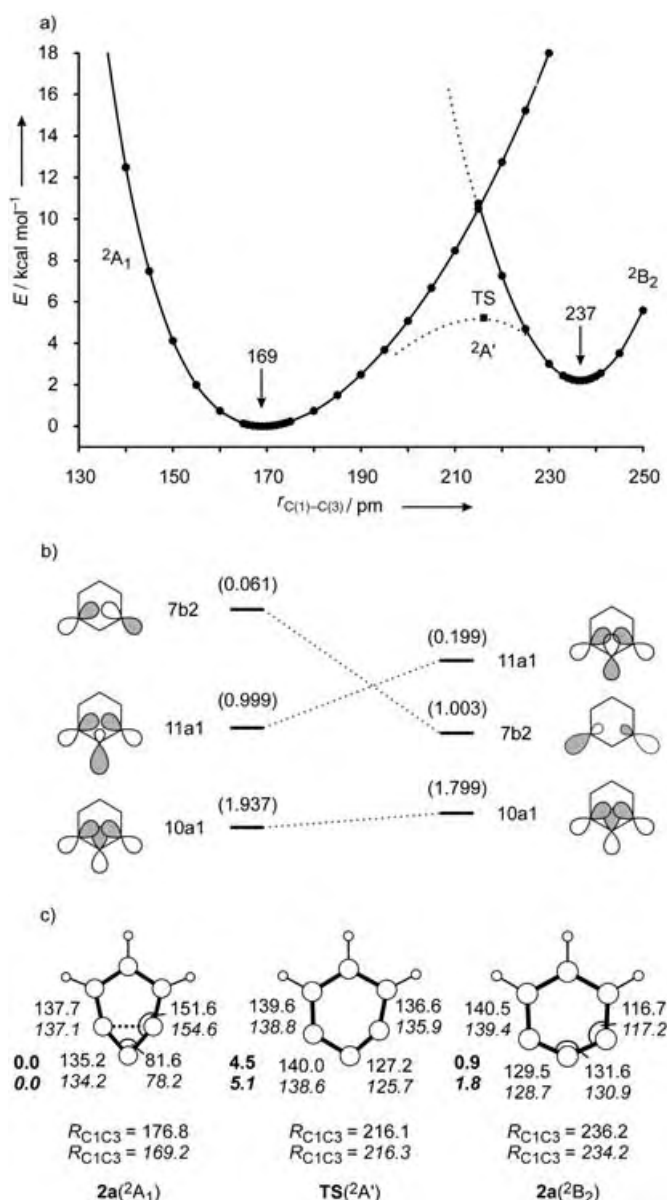 a)
18
16
14
12
10
8
6
4
2
0
E / kcal mol⁻¹
²A₁
169
TS
²A'
237
²B₂
130 150 170 190 210 230 250
r_C(1)–C(3) / pm
b)
7b2 (0.061)
(0.199) 11a1
11a1 (0.999)
(1.003) 7b2
10a1 (1.937)
(1.799) 10a1
c)
137.7 151.6
137.1 154.6
0.0 135.2 81.6
0.0 134.2 78.2
R_C1C3 = 176.8
R_C1C3 = 169.2
2a(²A₁)
139.6 136.6
138.8 135.9
4.5 140.0 127.2
5.1 138.6 125.7
R_C1C3 = 216.1
R_C1C3 = 216.3
TS(²A')
140.5 116.7
139.4 117.2
0.9 129.5 131.6
1.8 128.7 130.9
R_C1C3 = 236.2
R_C1C3 = 234.2
2a(²B₂)